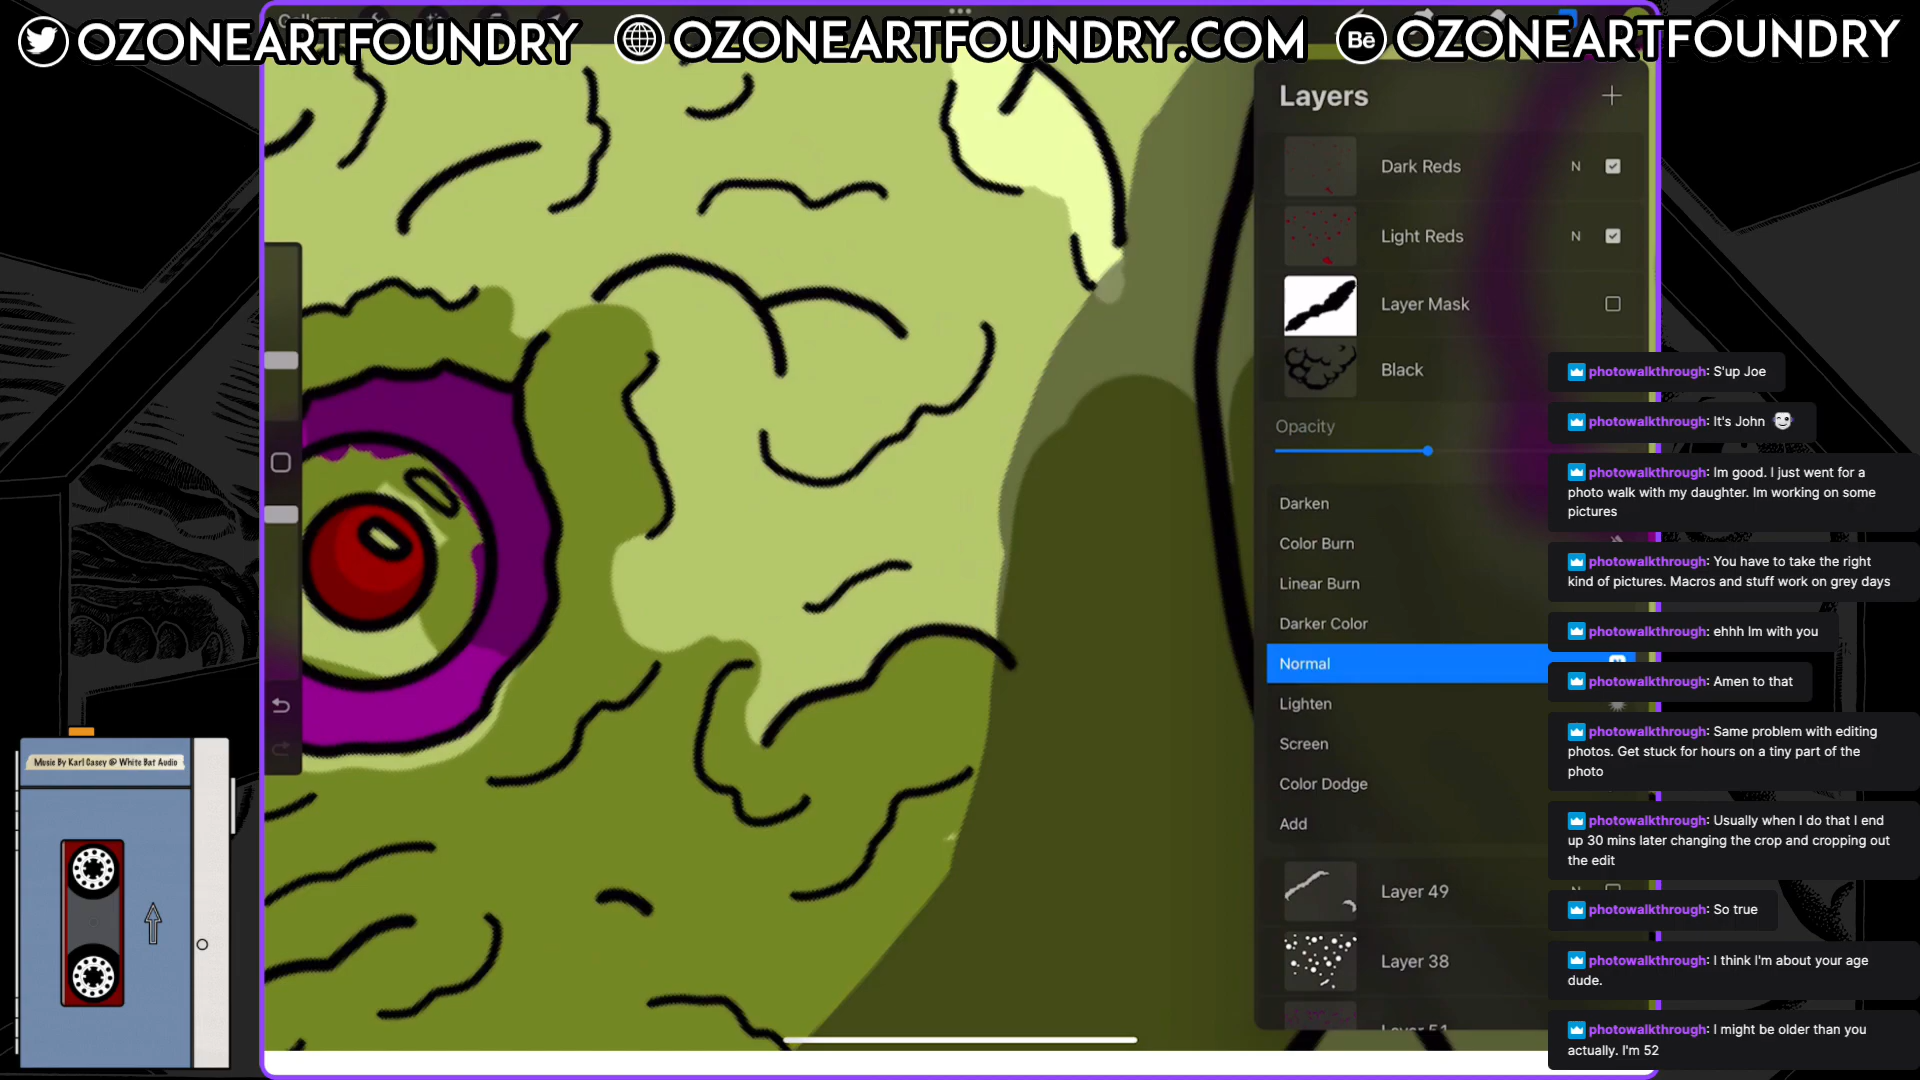 OZONEARTFOUNDRY
OZONEARTFOUNDRY.COM
Bē OZONEARTFOUNDRY
Layers
Dark Reds N
Light Reds N
Layer Mask
Black
Opacity
Darken
Color Burn
Linear Burn
Darker Color
Normal
Lighten
Screen
Color Dodge
Add
Layer 49
Layer 38
Layer 51
photowalkthrough: S'up Joe
photowalkthrough: It's John
photowalkthrough: Im good. I just went for a
photo walk with my daughter. Im working on some
pictures
photowalkthrough: You have to take the right
kind of pictures. Macros and stuff work on grey days
photowalkthrough: ehhh Im with you
photowalkthrough: Amen to that
photowalkthrough: Same problem with editing
photos. Get stuck for hours on a tiny part of the
photo
photowalkthrough: Usually when I do that I end
up 30 mins later changing the crop and cropping out
the edit
photowalkthrough: So true
photowalkthrough: I think I'm about your age
dude.
photowalkthrough: I might be older than you
actually. I'm 52
Music By Karl Casey @ White Bat Audio